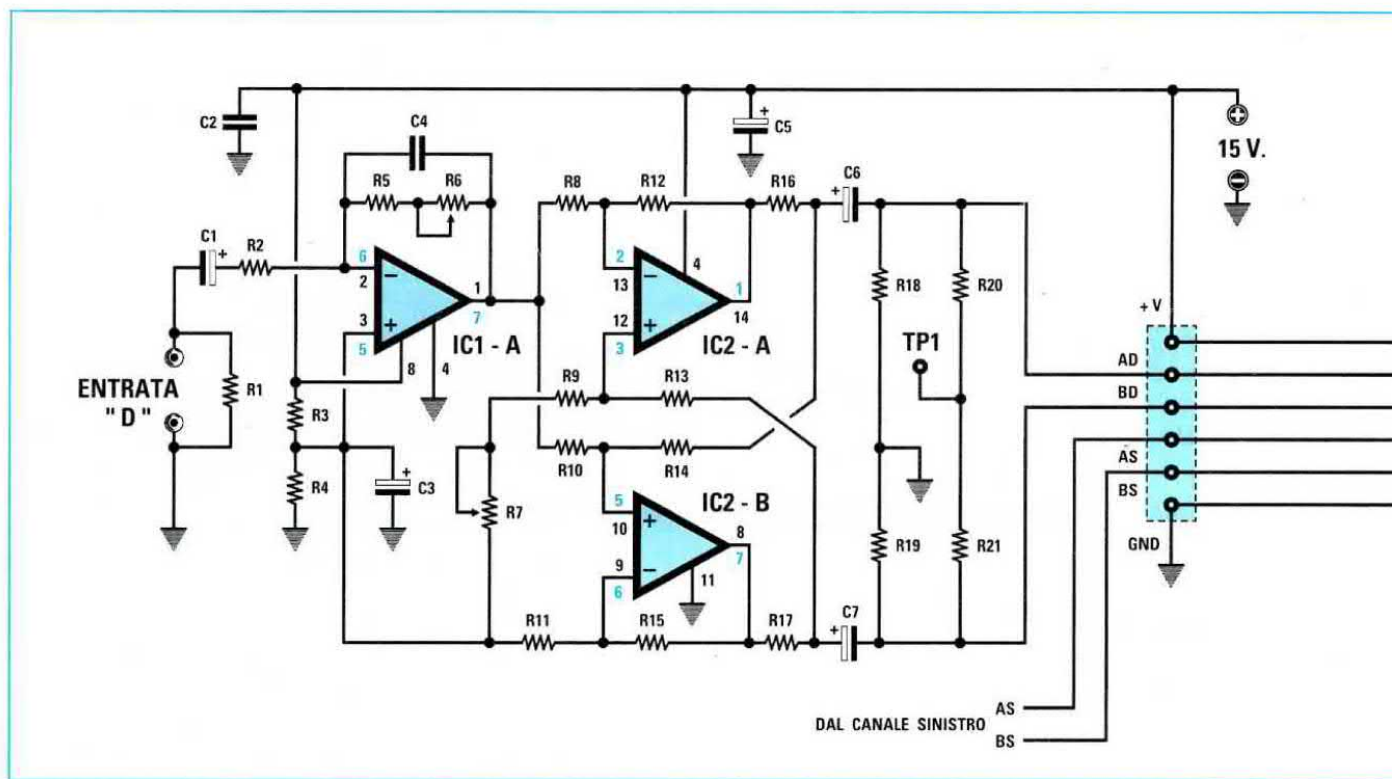 C2
C4
C5
+
15 V.
R5
R6
R8
R12
R16
C6
+
C1
+
R2
6
2
3
5
−
+
1
7
IC1 - A
8
4
2
13
12
3
−
+
4
1
14
IC2 - A
R18
R20
TP1
+ V
ENTRATA
"D"
R1
R3
R4
C3
+
R9
R13
R10
R14
R7
AD
BD
AS
BS
GND
5
10
9
6
+
−
IC2 - B
8
7
11
R19
R21
R11
R15
R17
C7
+
DAL CANALE SINISTRO
AS
BS